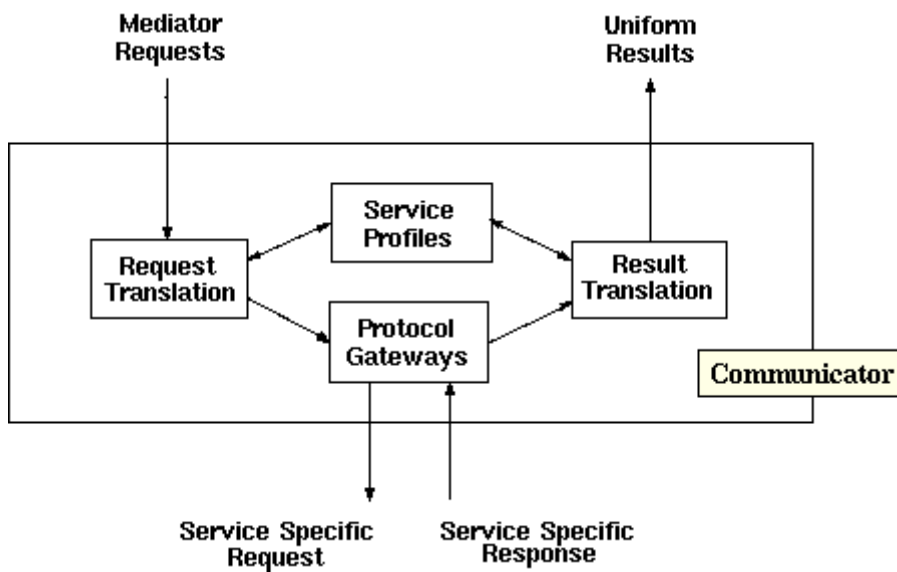 Mediator
Requests
Uniform
Results
Service
Profiles
Request
Translation
Result
Translation
Protocol
Gateways
Communicator
Service Specific
Request
Service Specific
Response